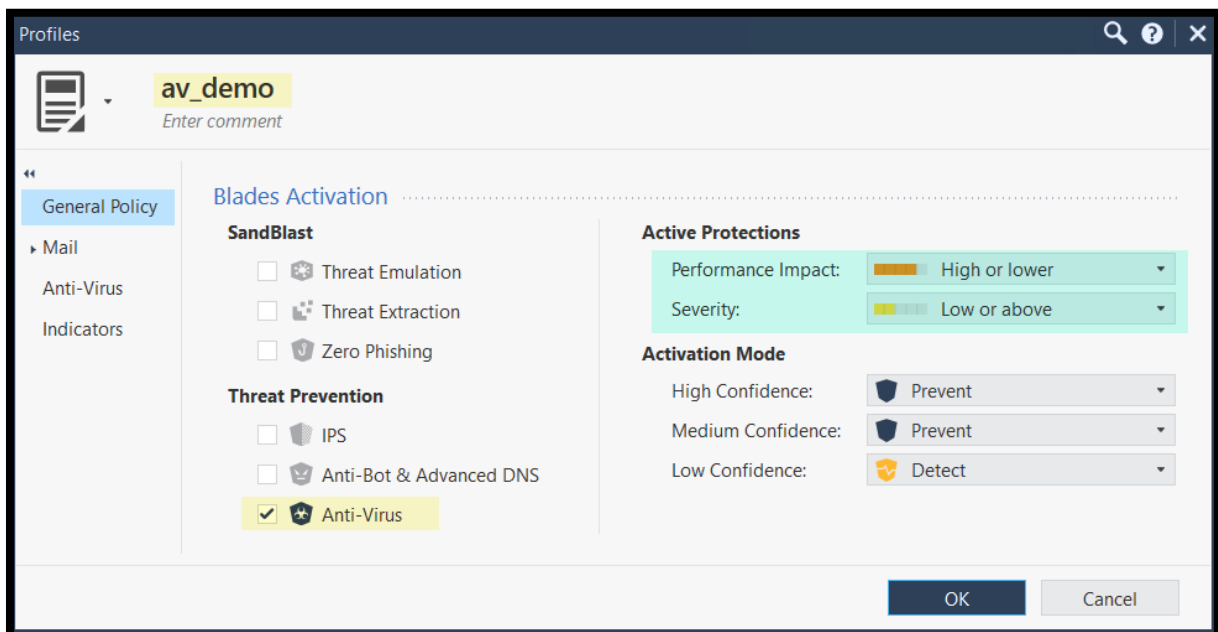 Profiles
av_demo
Enter comment
General Policy
Mail
Anti-Virus
Indicators
Blades Activation
SandBlast
Threat Emulation
Threat Extraction
Zero Phishing
Threat Prevention
IPS
Anti-Bot & Advanced DNS
Anti-Virus
Active Protections
Performance Impact: High or lower
Severity: Low or above
Activation Mode
High Confidence: Prevent
Medium Confidence: Prevent
Low Confidence: Detect
OK Cancel